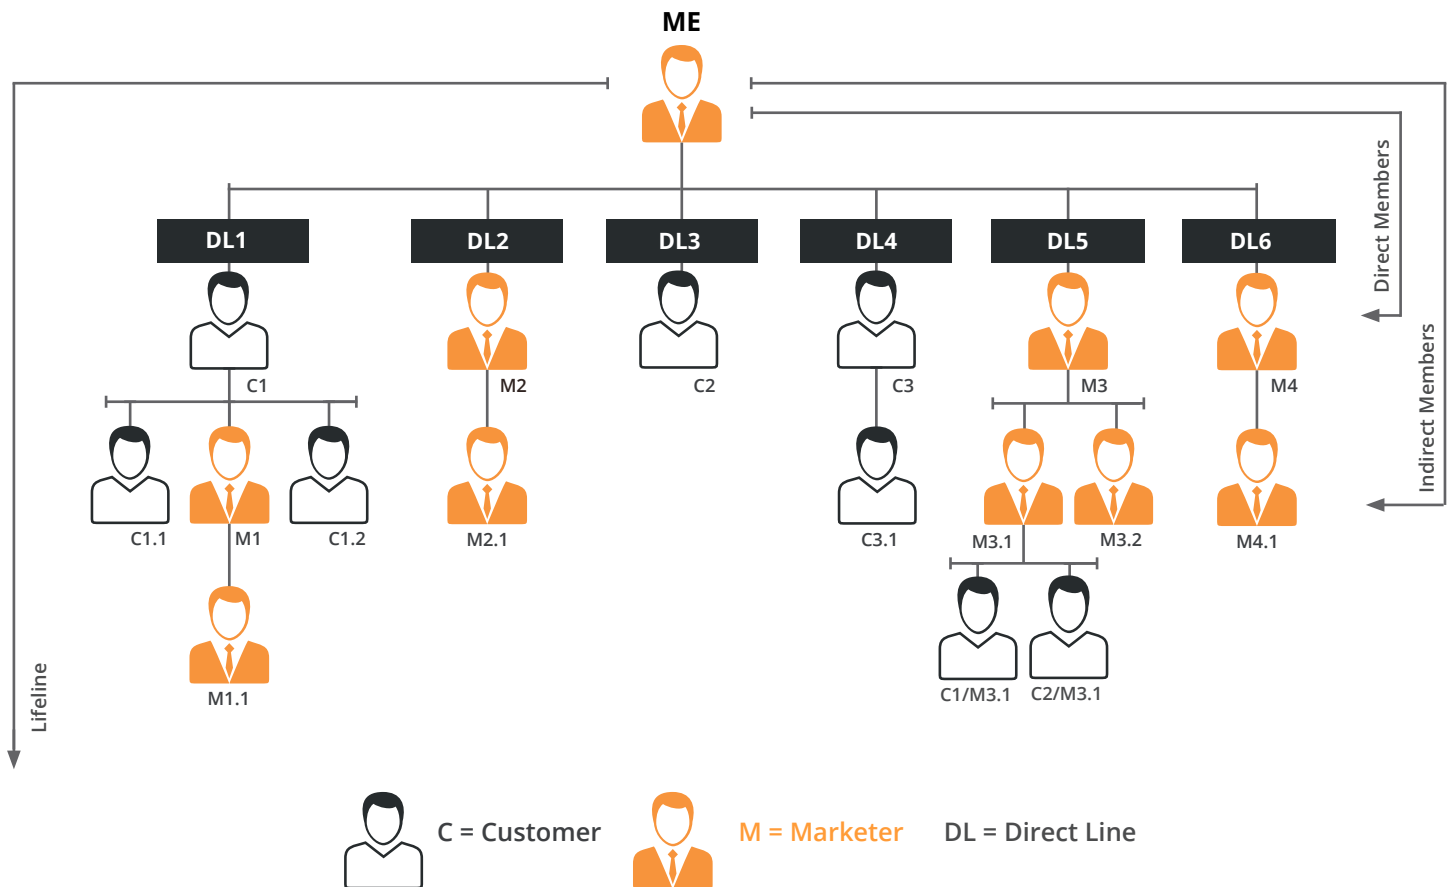 ME
Direct Members
DL1 DL2 DL3 DL4 DL5 DL6
Indirect Members
C1 M2 C2 C3 M3 M4
C1.1 M1 C1.2 M2.1 C3.1 M3.1 M3.2 M4.1
Lifeline
M1.1 C1/M3.1 C2/M3.1
C = Customer M = Marketer DL = Direct Line